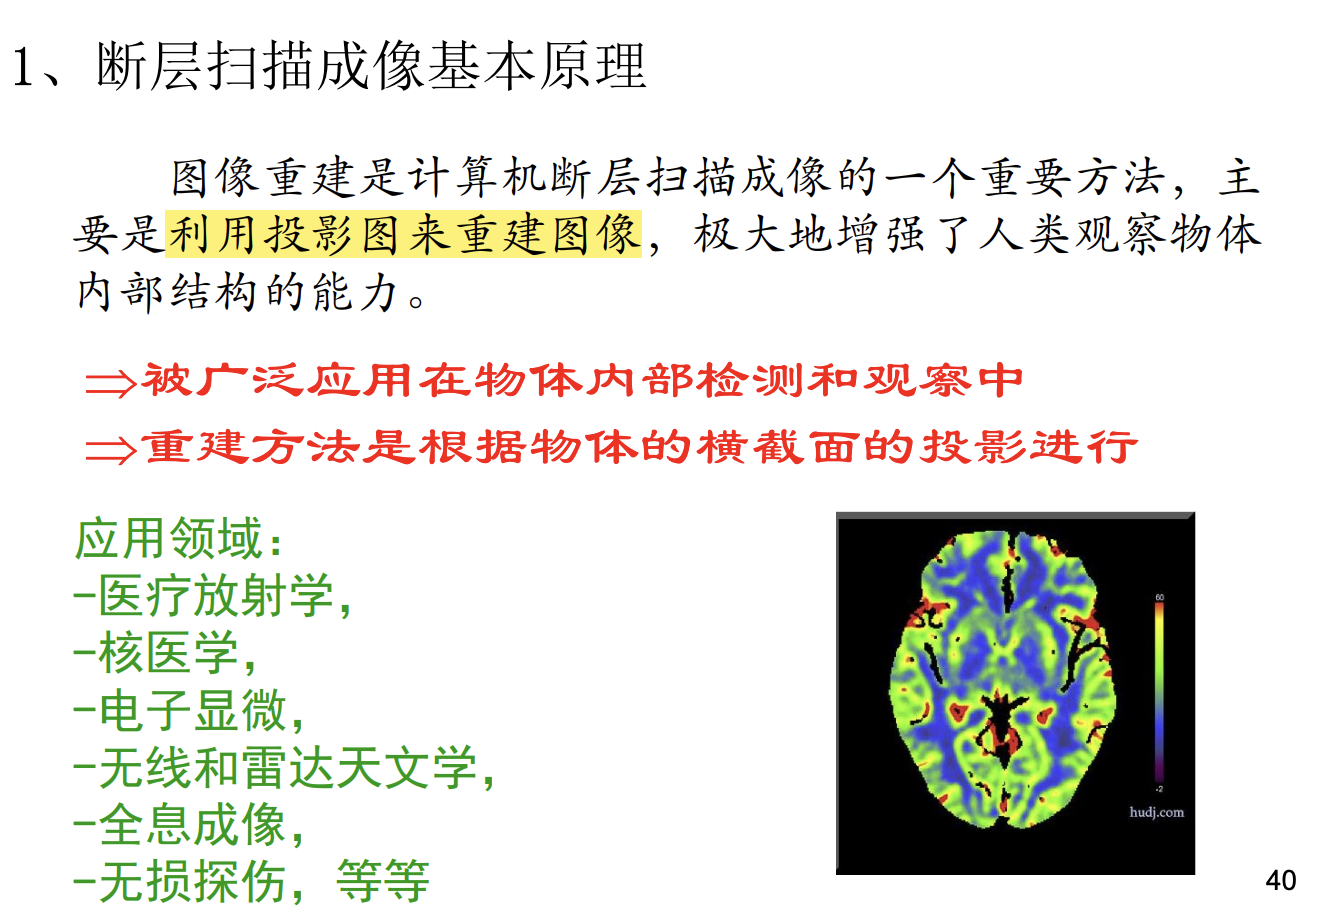 1、断层扫描成像基本原理
图像重建是计算机断层扫描成像的一个重要方法，主
要是利用投影图来重建图像，极大地增强了人类观察物体
内部结构的能力。
⇒被广泛应用在物体内部检测和观察中
⇒重建方法是根据物体的横截面的投影进行
应用领域：
-医疗放射学，
-核医学，
-电子显微，
-无线和雷达天文学，
-全息成像，
-无损探伤，等等
60
-2
hudj.com
40